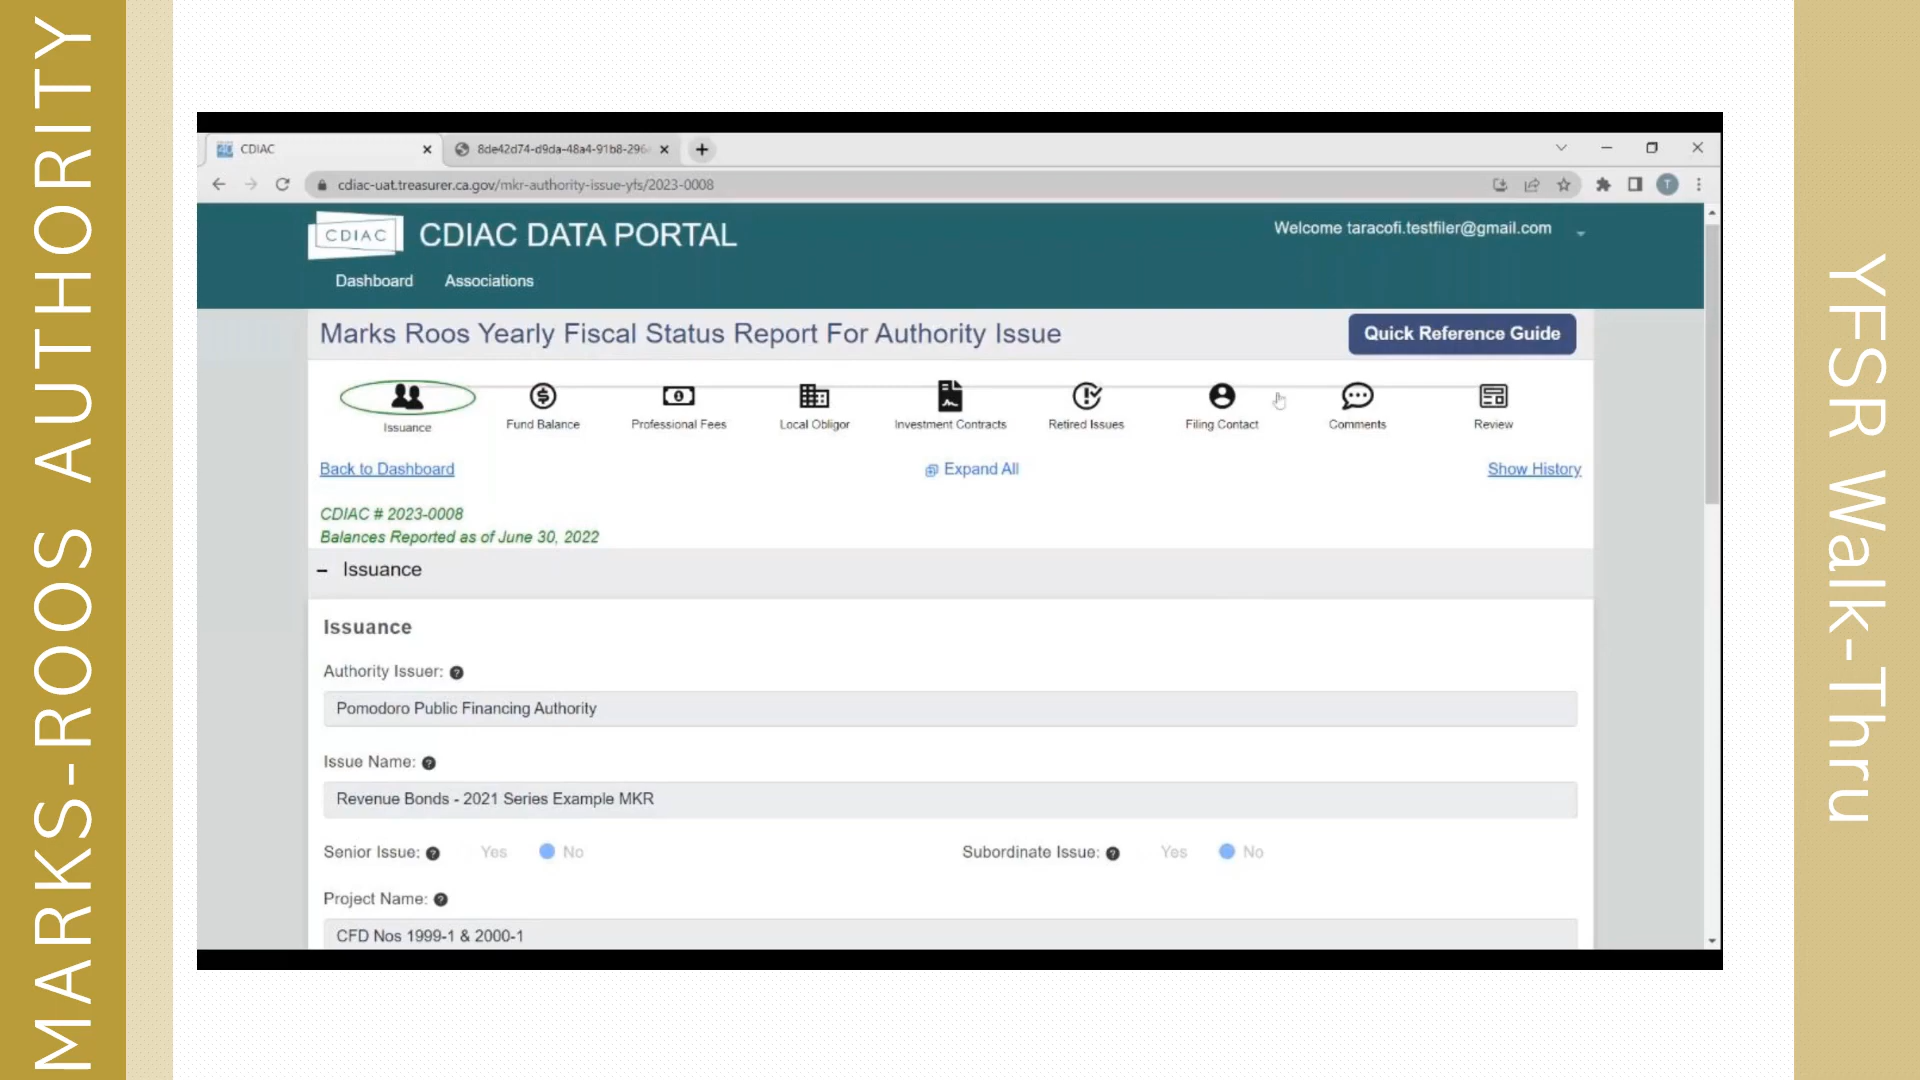 MARKS-ROOS AUTHORITY
CDIAC
8de42d74-d9da-48a4-91b8-296
cdiac-uat.treasurer.ca.gov/mkr-authority-issue-yfs/2023-0008
T
CDIAC
CDIAC DATA PORTAL
Welcome taracofi.testfiler@gmail.com
Dashboard
Associations
Marks Roos Yearly Fiscal Status Report For Authority Issue
Quick Reference Guide
Issuance
Fund Balance
Professional Fees
Local Obligor
Investment Contracts
Retired Issues
Filing Contact
Comments
Review
Back to Dashboard
Expand All
Show History
CDIAC # 2023-0008
Balances Reported as of June 30, 2022
– Issuance
Issuance
Authority Issuer:
Pomodoro Public Financing Authority
Issue Name:
Revenue Bonds - 2021 Series Example MKR
Senior Issue: Yes No
Subordinate Issue: Yes No
Project Name:
CFD Nos 1999-1 & 2000-1
YFSR Walk-Thru